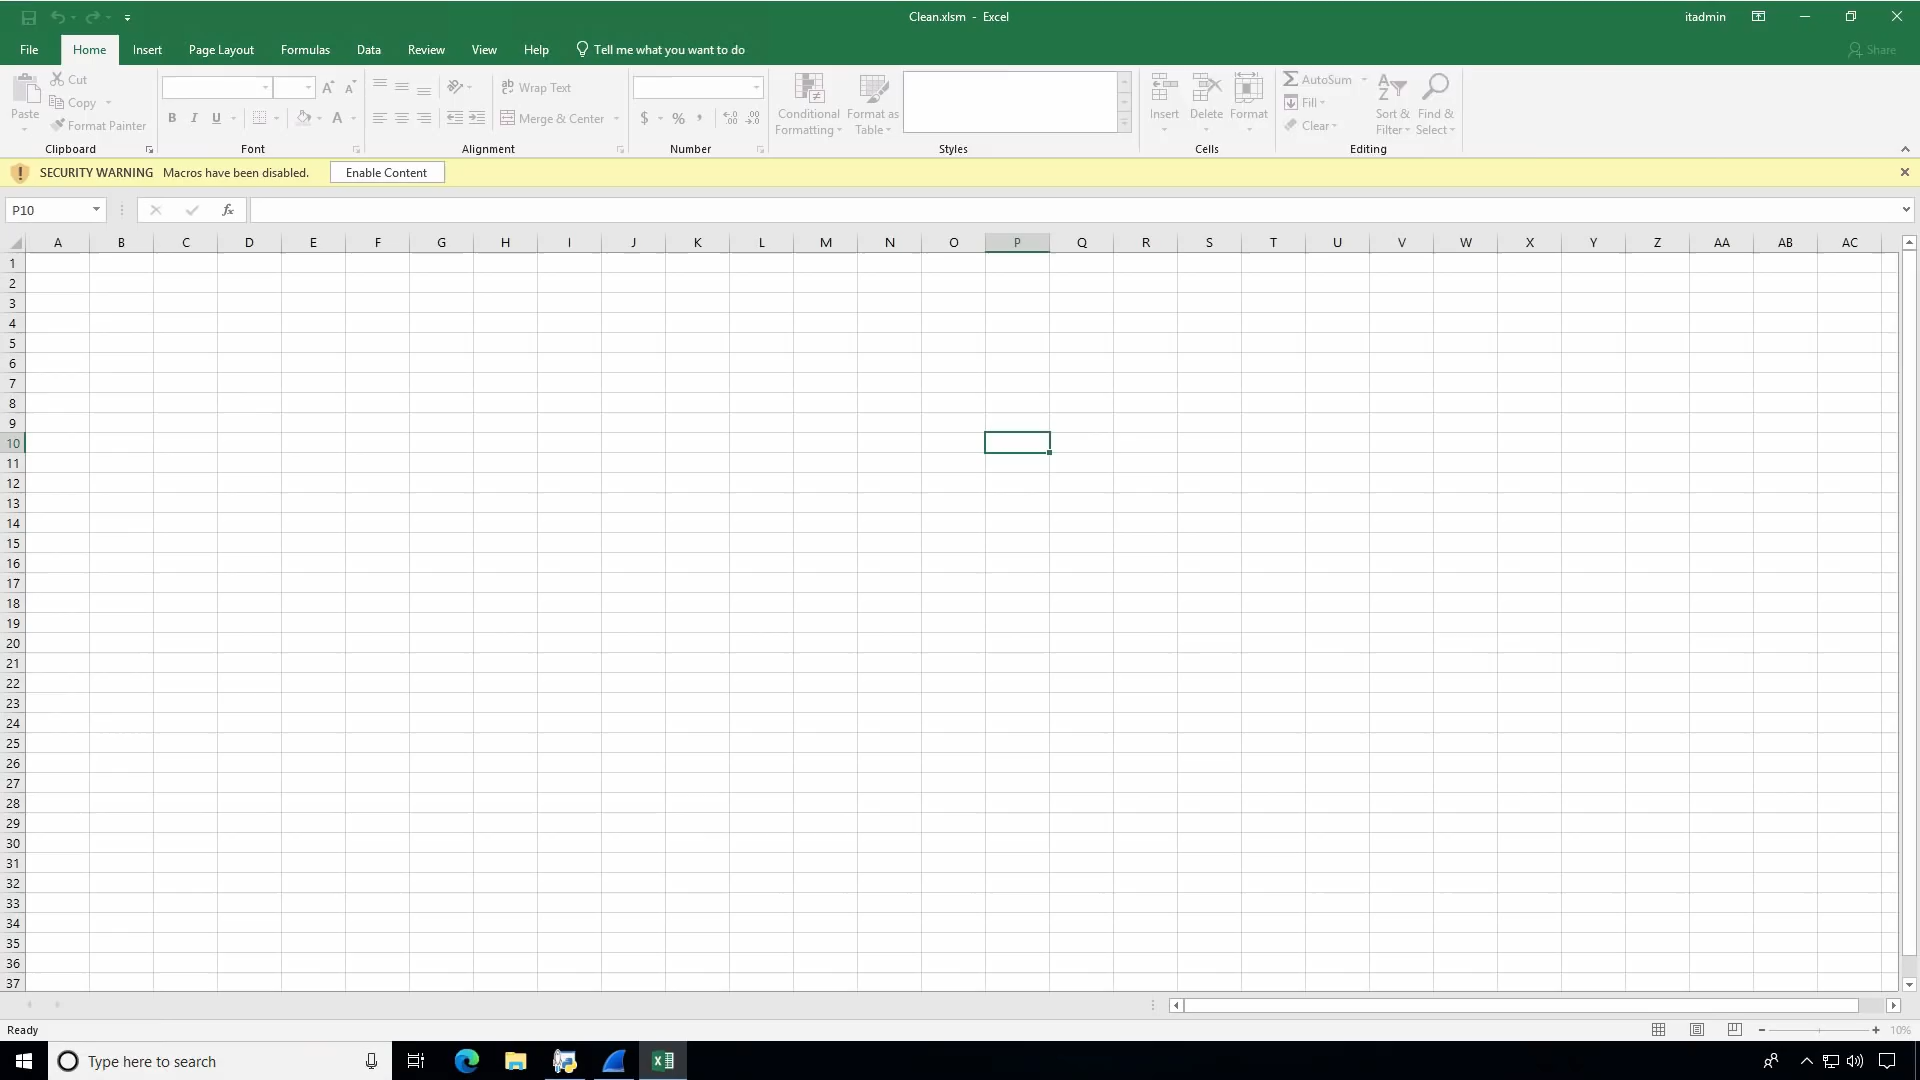 Clean.xlsm - Excel
itadmin
File Home Insert Page Layout Formulas Data Review View Help Tell me what you want to do Share
Paste
Cut
Copy
Format Painter
Clipboard
B I U
A
Font
ab Wrap Text
Merge & Center
Alignment
$ % ,
Number
Conditional Formatting
Format as Table
Styles
Insert
Delete
Format
Cells
AutoSum
Fill
Clear
Sort & Filter
Find & Select
Editing
SECURITY WARNING Macros have been disabled. Enable Content
P10
fx
A B C D E F G H I J K L M N O P Q R S T U V W X Y Z AA AB AC
1
2
3
4
5
6
7
8
9
10
11
12
13
14
15
16
17
18
19
20
21
22
23
24
25
26
27
28
29
30
31
32
33
34
35
36
37
Ready
10%
Type here to search